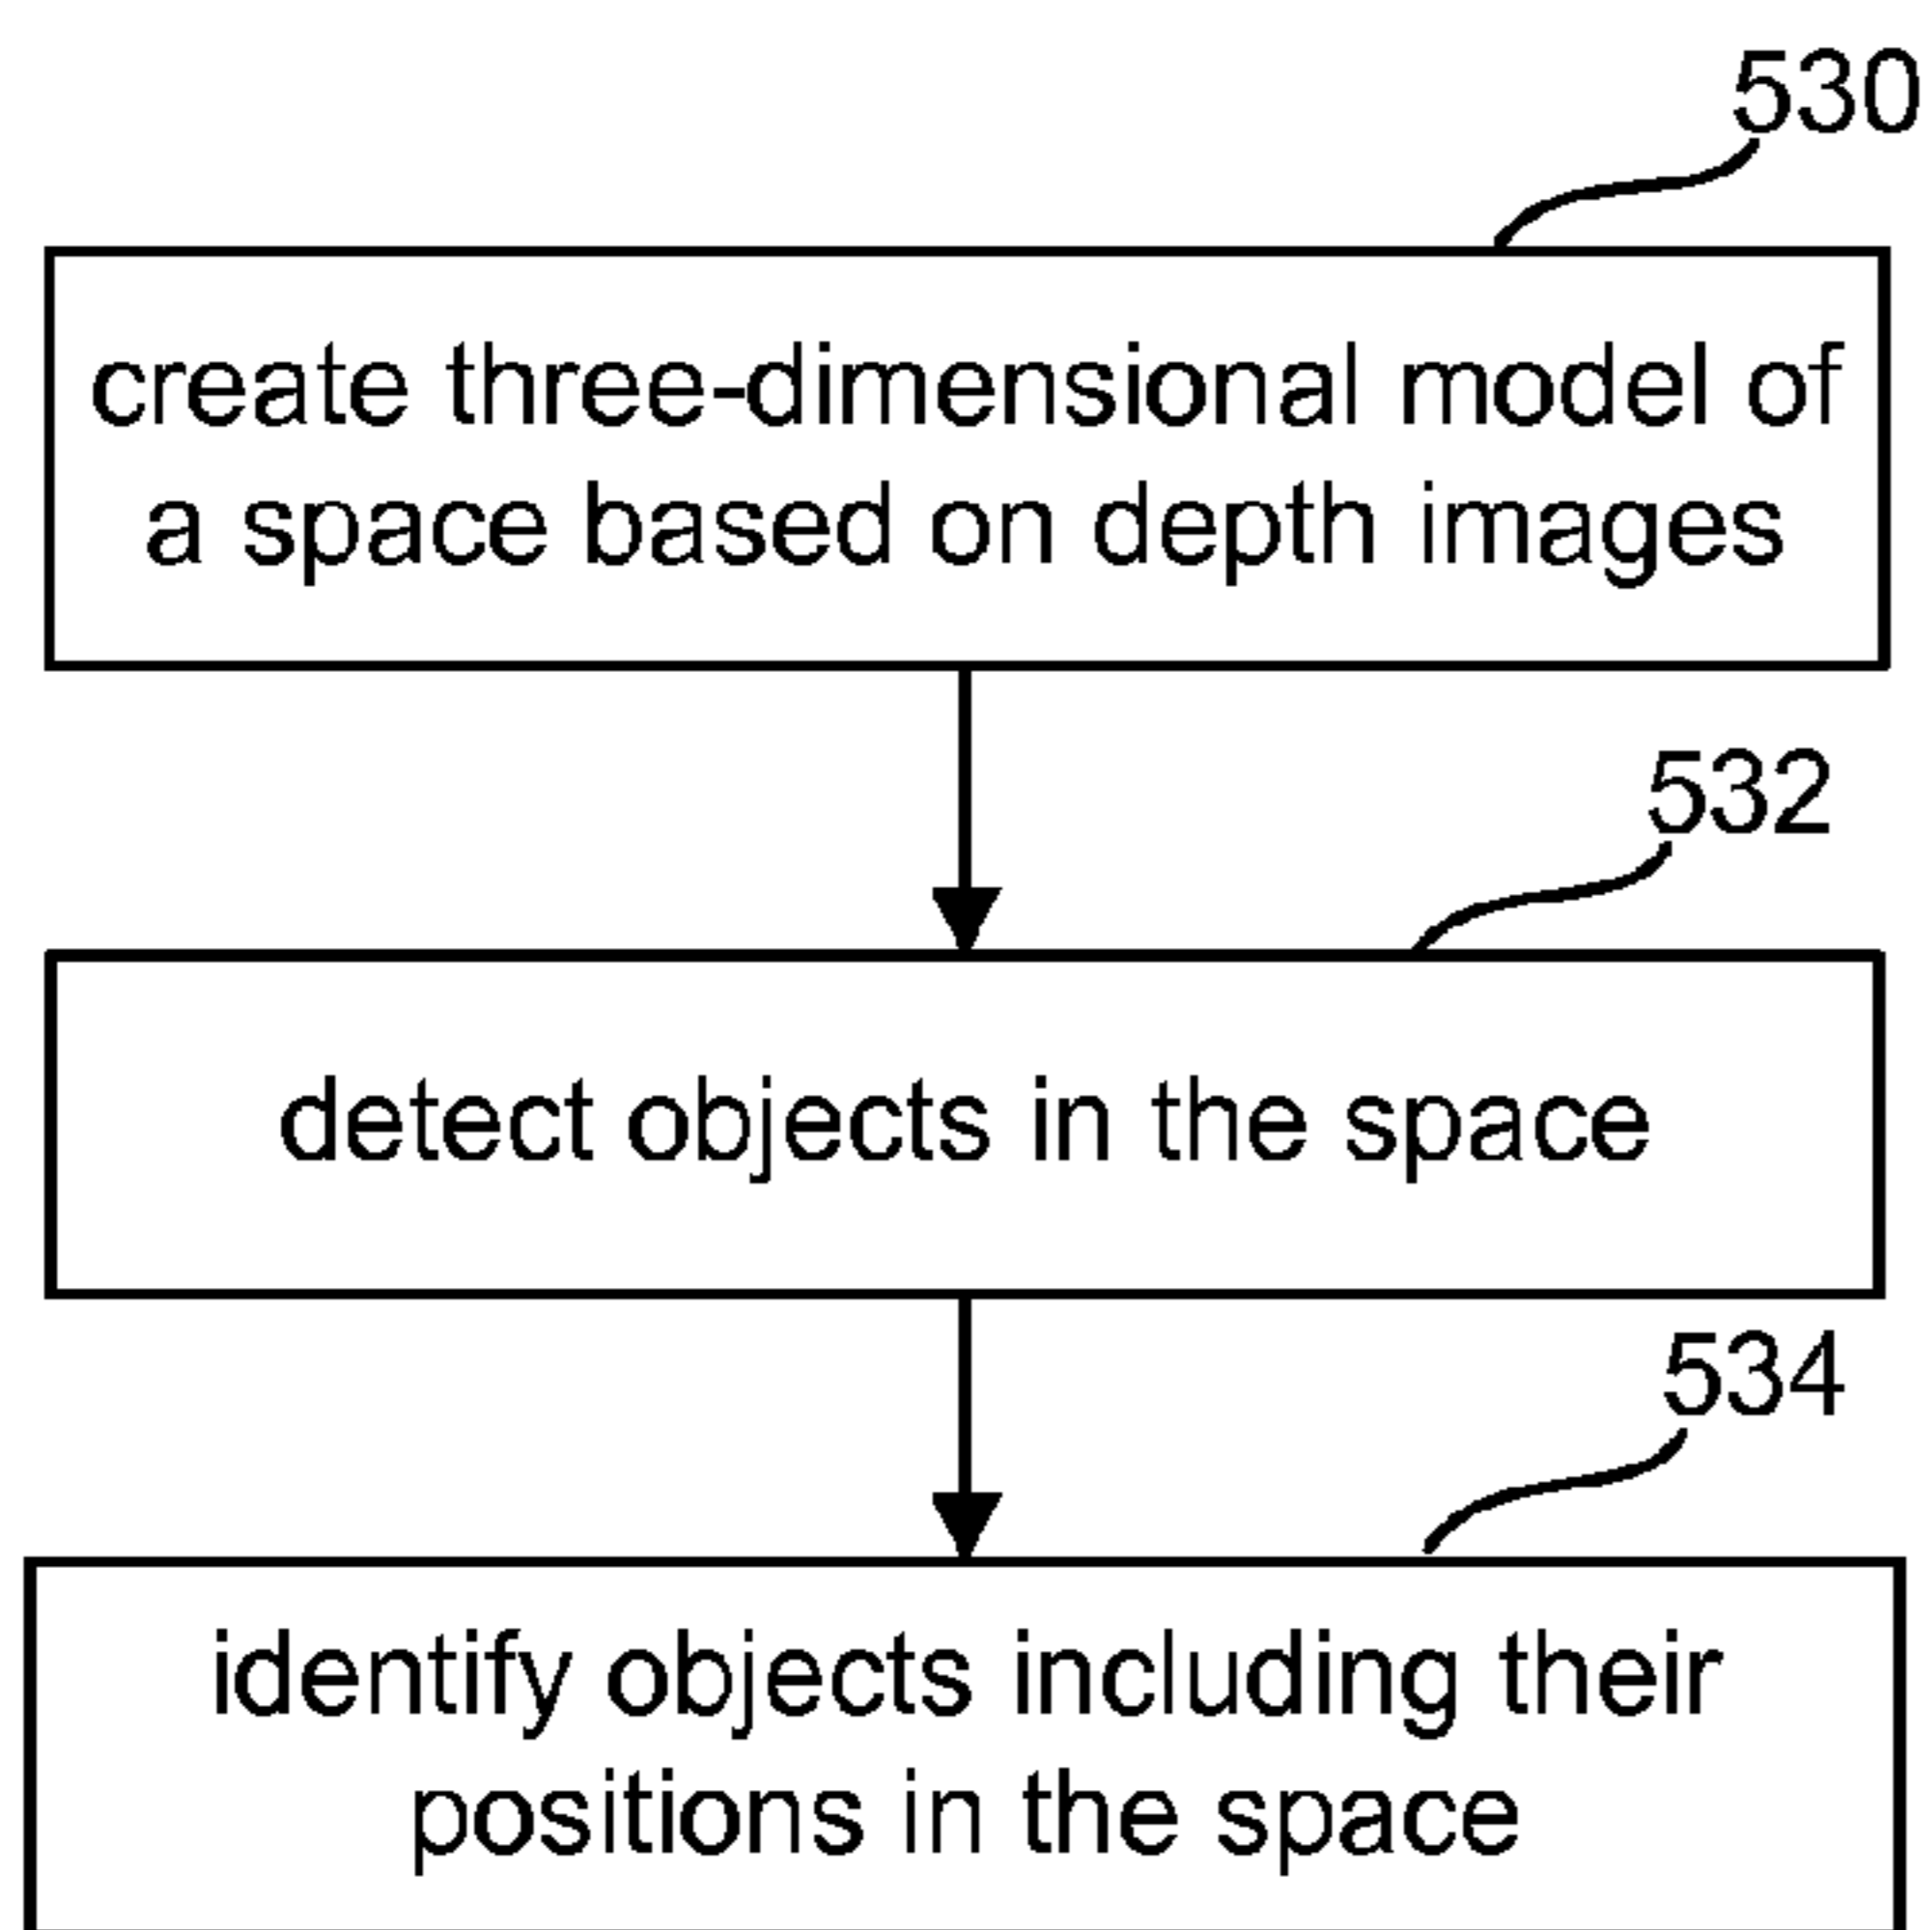 530
create three-dimensional model of
a space based on depth images
532
detect objects in the space
534
identify objects including their
positions in the space